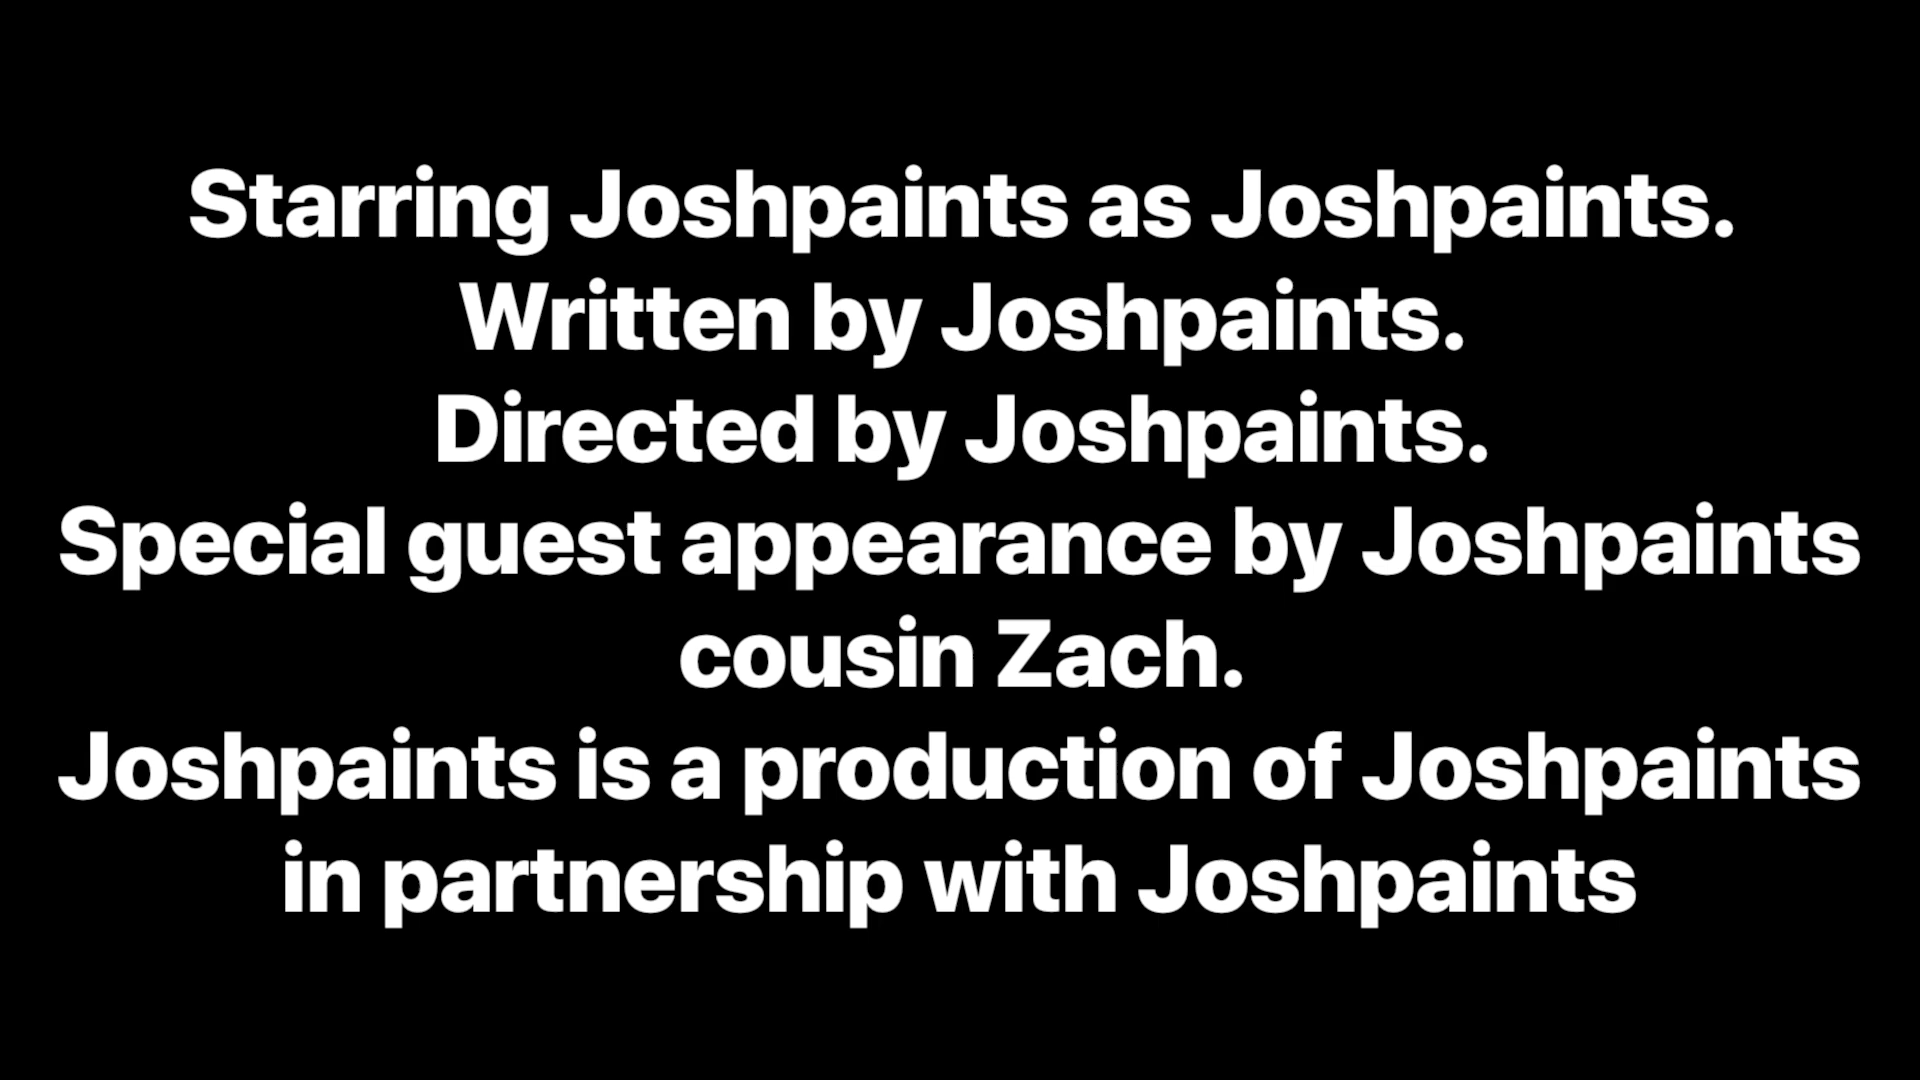 Starring Joshpaints as Joshpaints.
Written by Joshpaints.
Directed by Joshpaints.
Special guest appearance by Joshpaints
cousin Zach.
Joshpaints is a production of Joshpaints
in partnership with Joshpaints